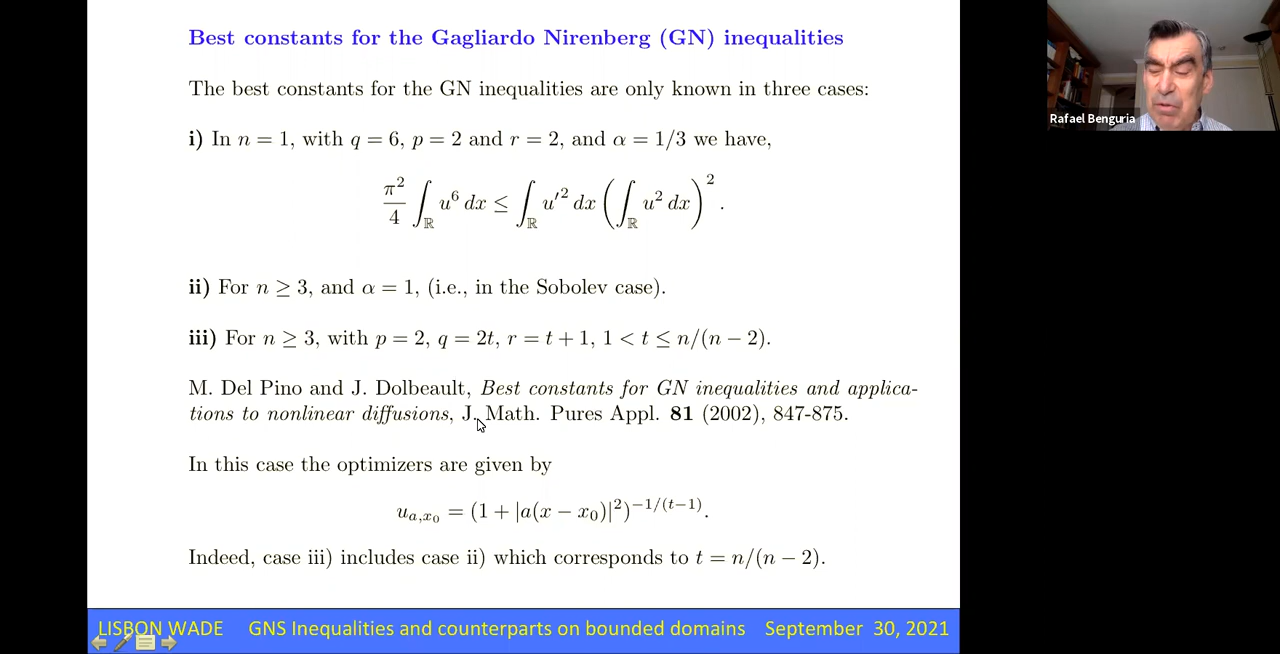 Best constants for the Gagliardo Nirenberg (GN) inequalities
The best constants for the GN inequalities are only known in three cases:
i) In n = 1, with q = 6, p = 2 and r = 2, and α = 1/3 we have,
π²/4 ∫_ℝ u⁶ dx ≤ ∫_ℝ u′² dx (∫_ℝ u² dx)² .
ii) For n ≥ 3, and α = 1, (i.e., in the Sobolev case).
iii) For n ≥ 3, with p = 2, q = 2t, r = t + 1, 1 < t ≤ n/(n − 2).
M. Del Pino and J. Dolbeault, Best constants for GN inequalities and applica-
tions to nonlinear diffusions, J. Math. Pures Appl. 81 (2002), 847-875.
In this case the optimizers are given by
u_{a,x₀} = (1 + |a(x − x₀)|²)^{−1/(t−1)}.
Indeed, case iii) includes case ii) which corresponds to t = n/(n − 2).
LISBON WADE GNS Inequalities and counterparts on bounded domains September 30, 2021
Rafael Benguria